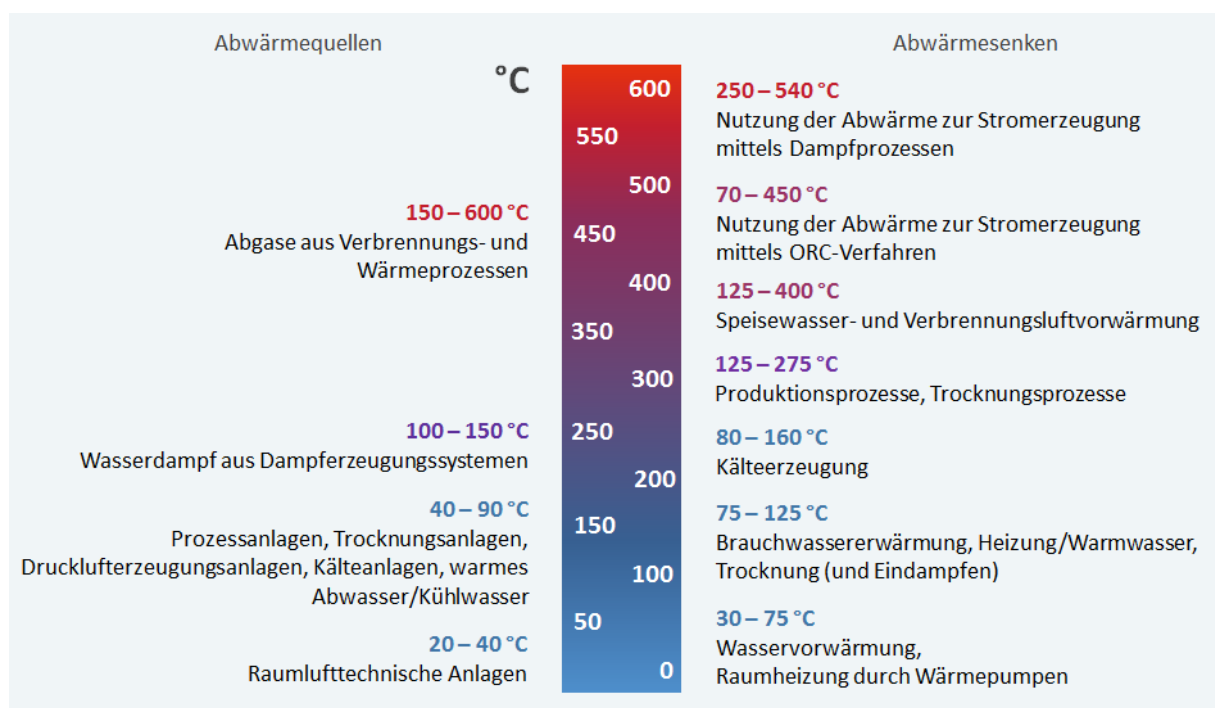 Abwärmequellen
°C
150 – 600 °C
Abgase aus Verbrennungs- und
Wärmeprozessen
100 – 150 °C
Wasserdampf aus Dampferzeugungssystemen
40 – 90 °C
Prozessanlagen, Trocknungsanlagen,
Drucklufterzeugungsanlagen, Kälteanlagen, warmes
Abwasser/Kühlwasser
20 – 40 °C
Raumlufttechnische Anlagen
600
550
500
450
400
350
300
250
200
150
100
50
0
Abwärmesenken
250 – 540 °C
Nutzung der Abwärme zur Stromerzeugung
mittels Dampfprozessen
70 – 450 °C
Nutzung der Abwärme zur Stromerzeugung
mittels ORC-Verfahren
125 – 400 °C
Speisewasser- und Verbrennungsluftvorwärmung
125 – 275 °C
Produktionsprozesse, Trocknungsprozesse
80 – 160 °C
Kälteerzeugung
75 – 125 °C
Brauchwassererwärmung, Heizung/Warmwasser,
Trocknung (und Eindampfen)
30 – 75 °C
Wasservorwärmung,
Raumheizung durch Wärmepumpen